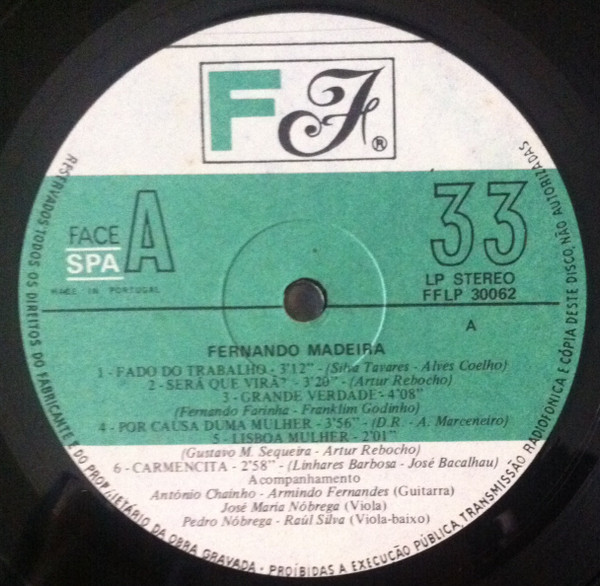 FF®
FACE A
SPA
MADE IN PORTUGAL
33
LP STEREO
FFLP 30062
A
FERNANDO MADEIRA
1 - FADO DO TRABALHO - 3'12" - (Silva Tavares - Alves Coelho)
2 - SERÁ QUE VIRÁ? - 3'20" - (Artur Rebocho)
3 - GRANDE VERDADE - 4'08"
(Fernando Farinha - Franklim Godinho)
4 - POR CAUSA DUMA MULHER - 3'56" - (D.R. - A. Marceneiro)
5 - LISBOA MULHER - 2'01"
(Gustavo M. Sequeira - Artur Rebocho)
6 - CARMENCITA - 2'58" - (Linhares Barbosa - José Bacalhau)
Acompanhamento
António Chainho - Armindo Fernandes (Guitarra)
José Maria Nóbrega (Viola)
Pedro Nóbrega - Raúl Silva (Viola-baixo)
RESERVADOS TODOS OS DIREITOS DO FABRICANTE E DO PROPRIETÁRIO DA OBRA GRAVADA - PROÍBIDAS A EXECUÇÃO PÚBLICA, TRANSMISSÃO RADIOFÓNICA E CÓPIA DESTE DISCO, NÃO AUTORIZADAS